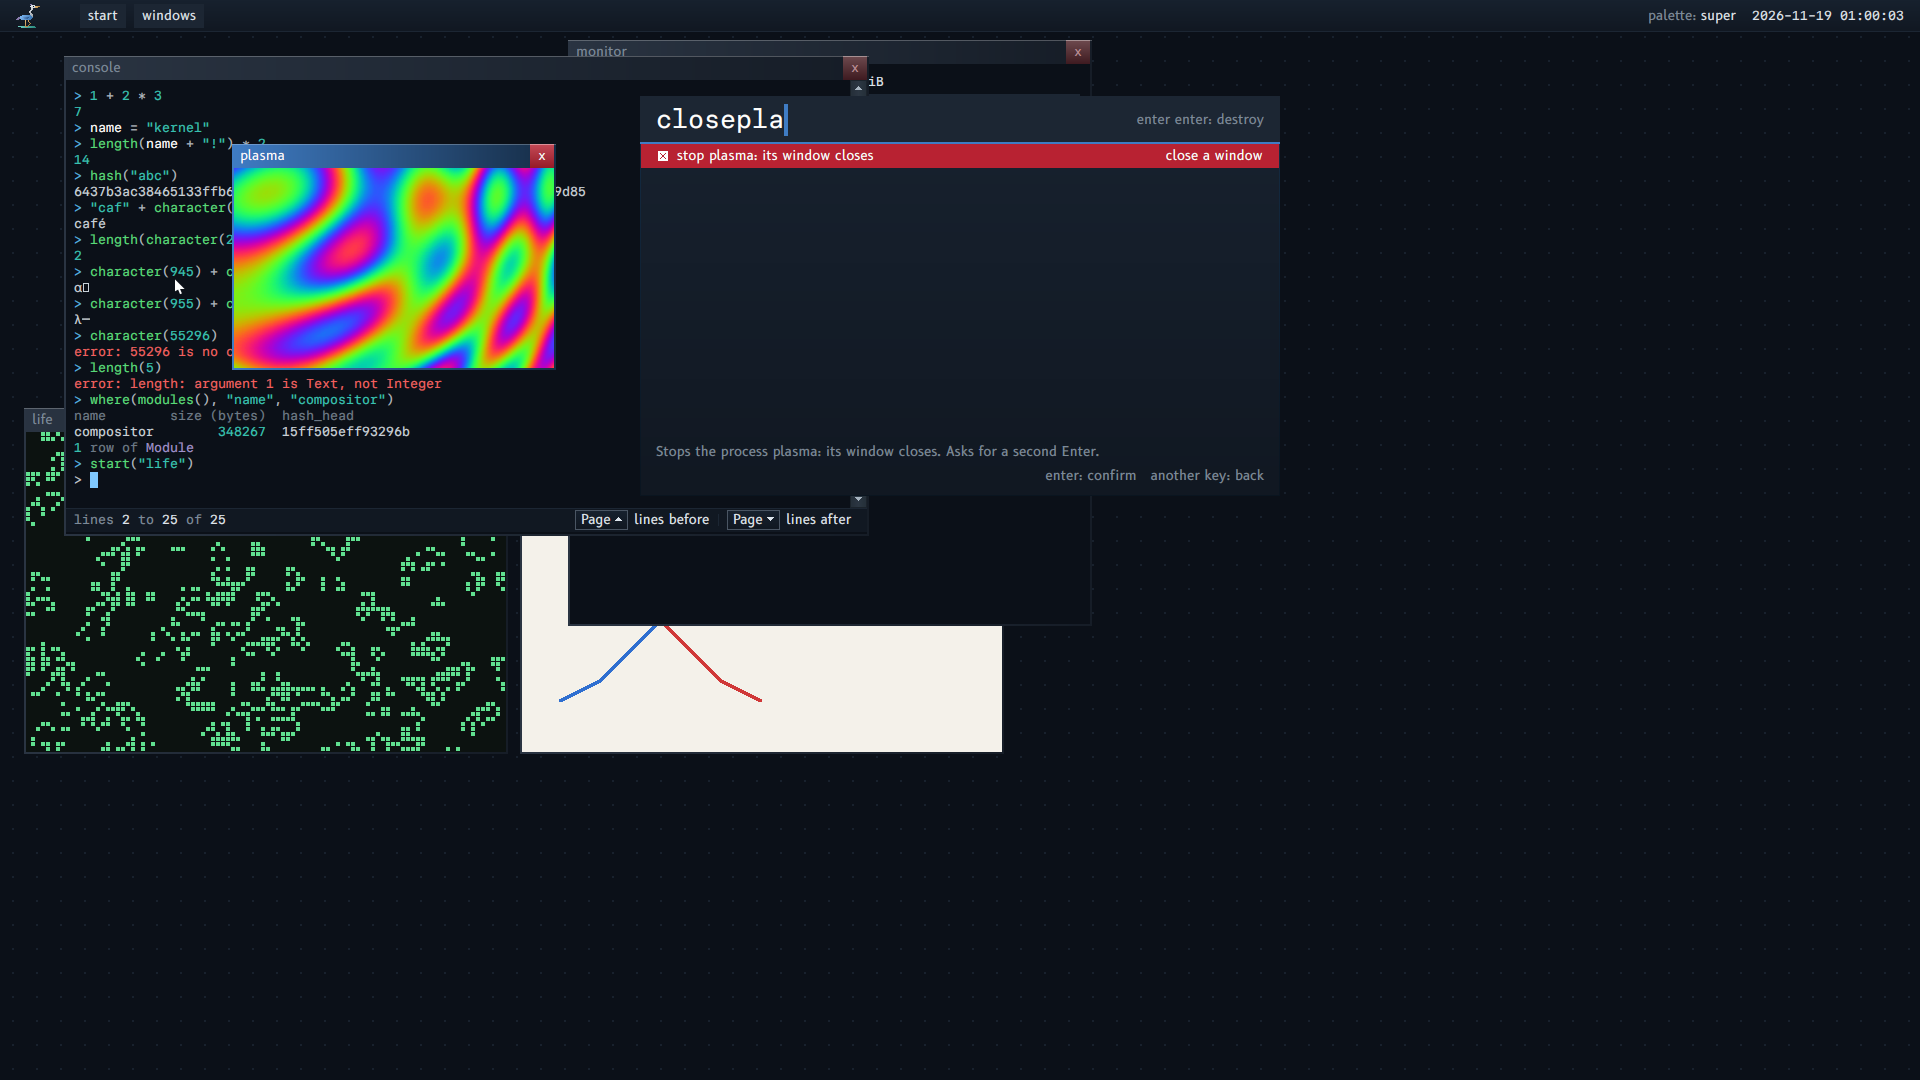 start windows palette: super 2026-11-19 01:00:03
monitor x
console x
iB
> 1 + 2 * 3
7
> name = "kernel"
> length(name + "!") * 2
14
> hash("abc")
6437b3ac38465133ffb6 9d85
> "caf" + character(
café
> length(character(2
2
> character(945) + c
α▯
> character(955) + c
λ─
> character(55296)
error: 55296 is no c
> length(5)
error: length: argument 1 is Text, not Integer
> where(modules(), "name", "compositor")
name size (bytes) hash_head
compositor 348267 15ff505eff93296b
1 row of Module
> start("life")
>
lines 2 to 25 of 25 Page lines before Page lines after
plasma x
closepla enter enter: destroy
stop plasma: its window closes close a window
Stops the process plasma: its window closes. Asks for a second Enter.
enter: confirm another key: back
life